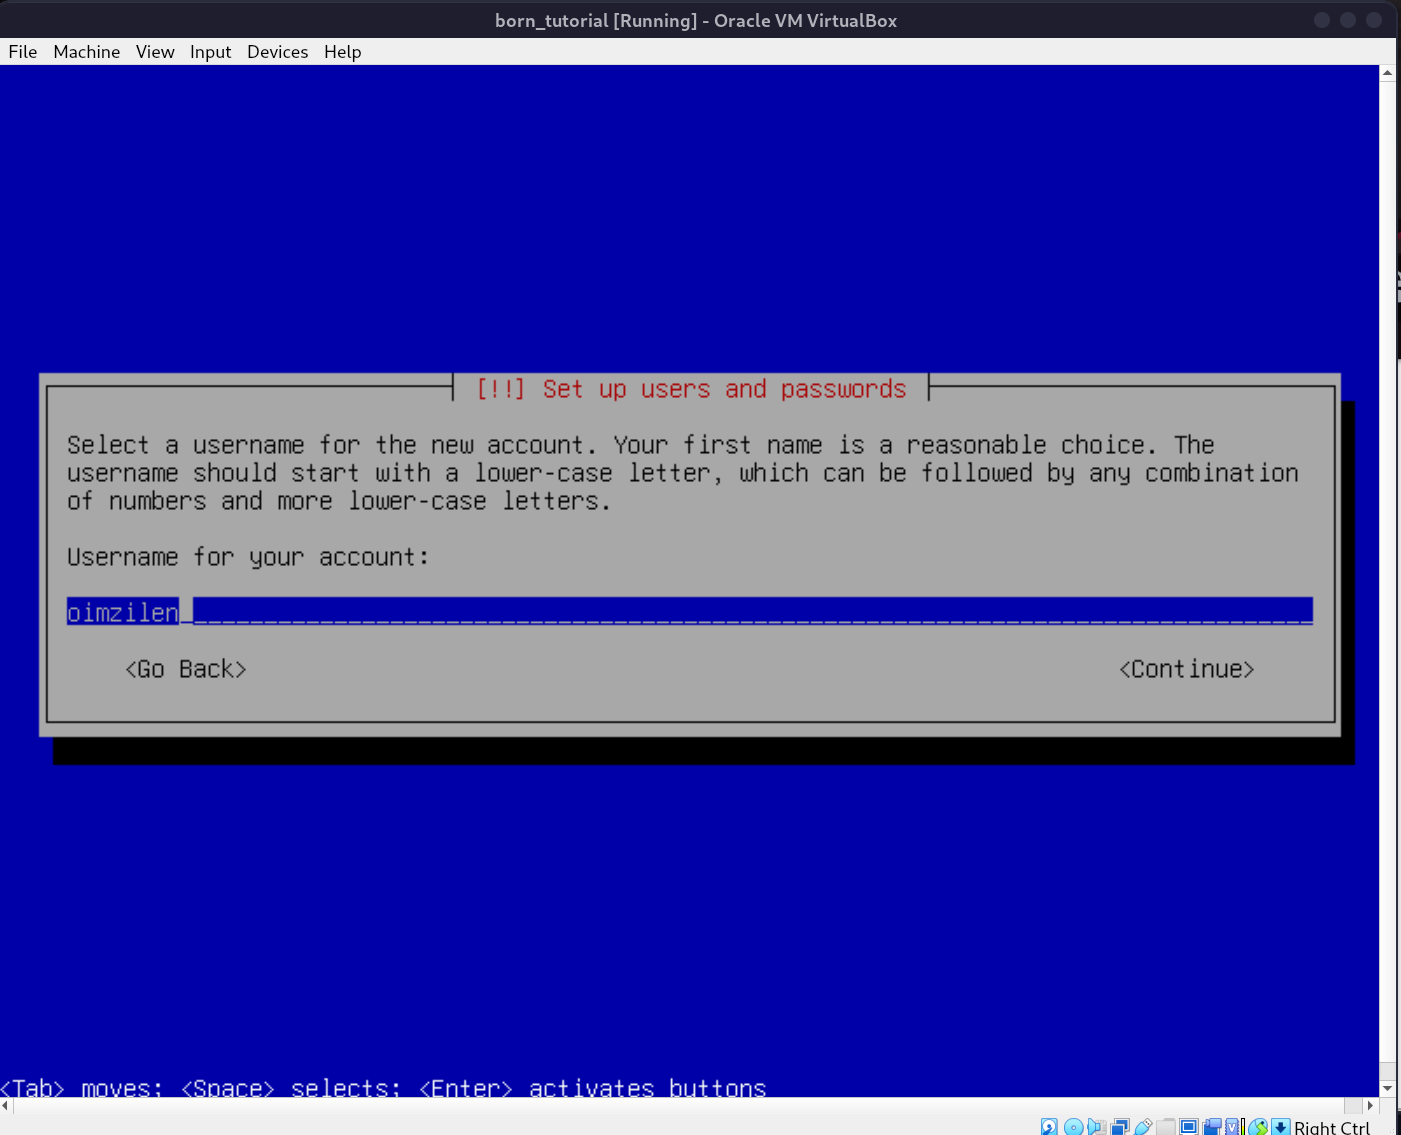 born_tutorial [Running] - Oracle VM VirtualBox
File Machine View Input Devices Help
[!!] Set up users and passwords
Select a username for the new account. Your first name is a reasonable choice. The
username should start with a lower-case letter, which can be followed by any combination
of numbers and more lower-case letters.
Username for your account:
oimzilen
<Go Back> <Continue>
<Tab> moves; <Space> selects; <Enter> activates buttons
Right Ctrl